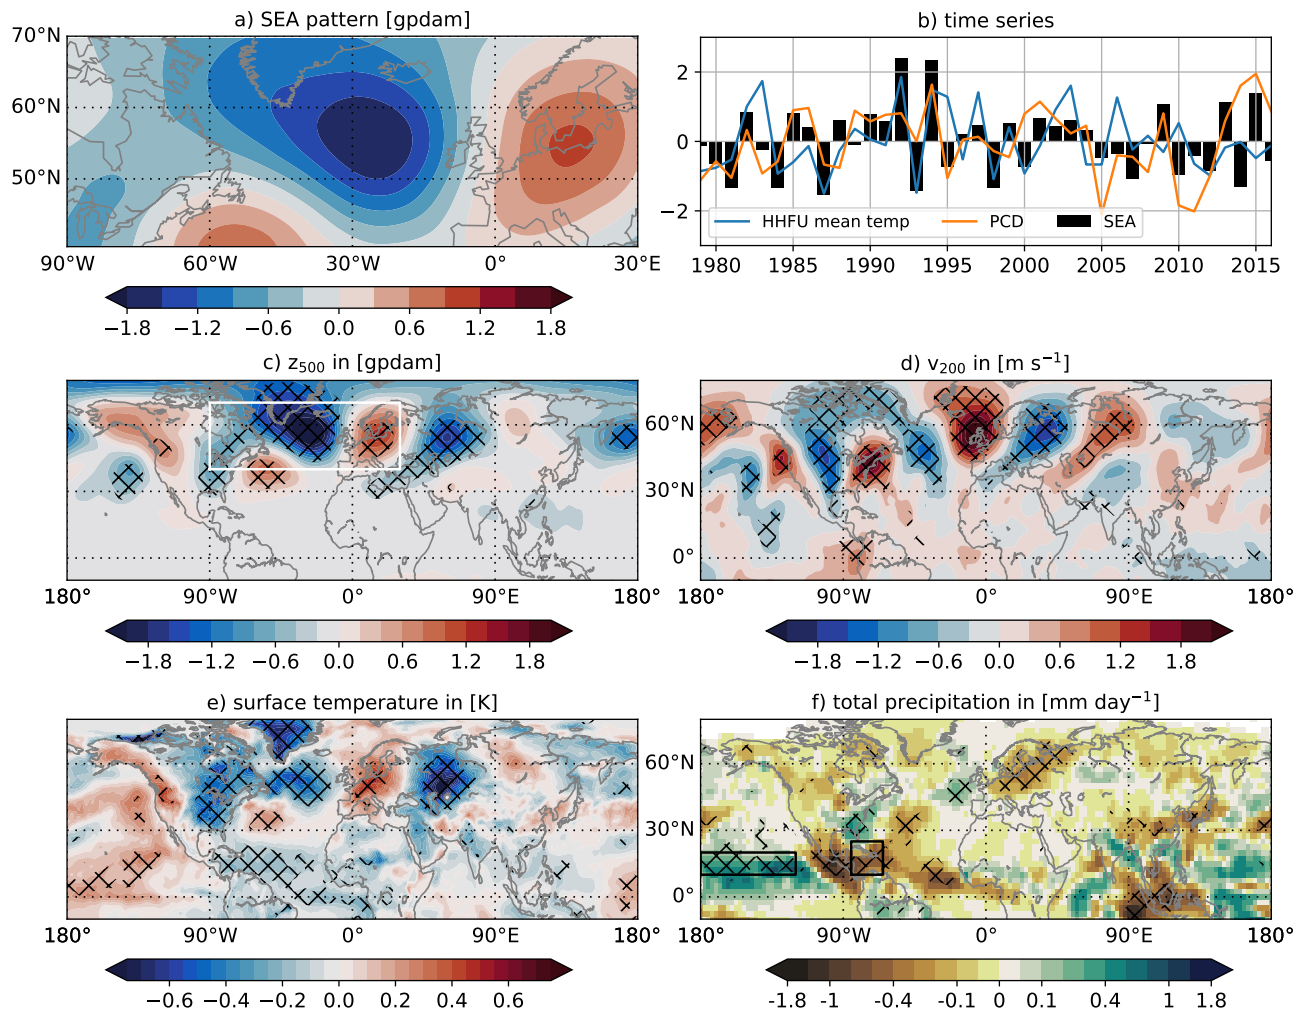 a) SEA pattern [gpdam]
70°N
60°N
50°N
90°W 60°W 30°W 0° 30°E
−1.8 −1.2 −0.6 0.0 0.6 1.2 1.8
b) time series
2
0
−2
HHFU mean temp PCD SEA
1980 1985 1990 1995 2000 2005 2010 2015
c) z500 in [gpdam]
60°N
30°N
0°
180° 90°W 0° 90°E 180°
−1.8 −1.2 −0.6 0.0 0.6 1.2 1.8
d) v200 in [m s−1]
60°N
30°N
0°
180° 90°W 0° 90°E 180°
−1.8 −1.2 −0.6 0.0 0.6 1.2 1.8
e) surface temperature in [K]
60°N
30°N
0°
180° 90°W 0° 90°E 180°
−0.6 −0.4 −0.2 0.0 0.2 0.4 0.6
f) total precipitation in [mm day−1]
60°N
30°N
0°
180° 90°W 0° 90°E 180°
-1.8 -1 -0.4 -0.1 0 0.1 0.4 1 1.8